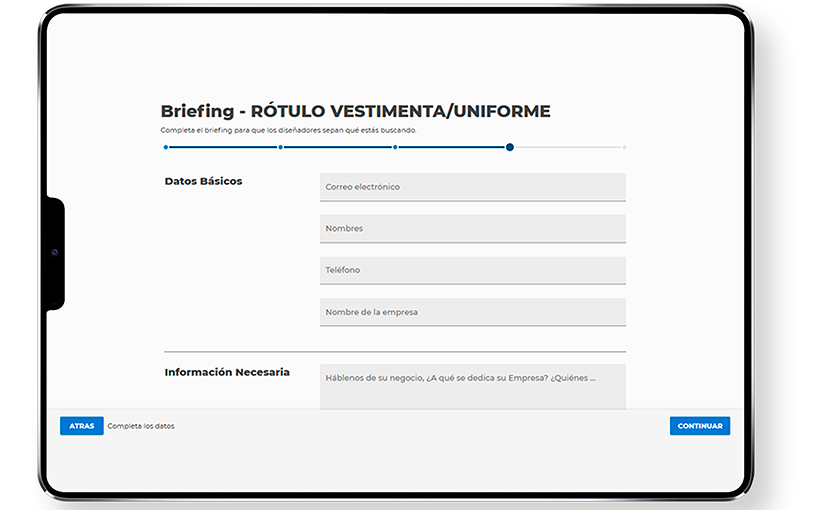 Briefing - RÓTULO VESTIMENTA/UNIFORME
Completa el briefing para que los diseñadores sepan qué estás buscando.
Datos Básicos
Correo electrónico
Nombres
Teléfono
Nombre de la empresa
Información Necesaria
Háblenos de su negocio, ¿A qué se dedica su Empresa? ¿Quiénes ...
ATRAS
Completa los datos
CONTINUAR